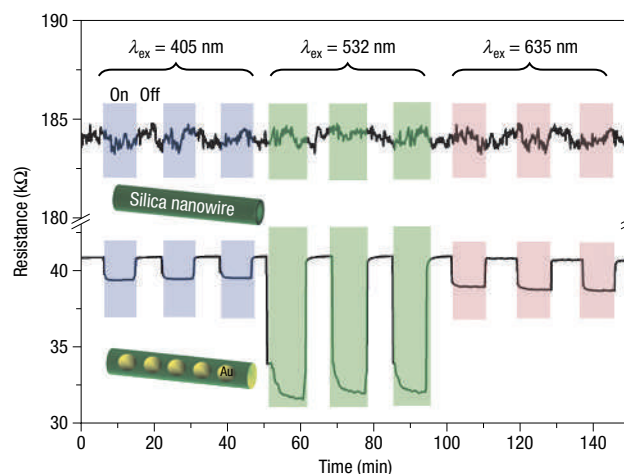 190
λex = 405 nm
λex = 532 nm
λex = 635 nm
On Off
185
Silica nanowire
180
Resistance (kΩ)
40
35
Au
30
0 20 40 60 80 100 120 140
Time (min)